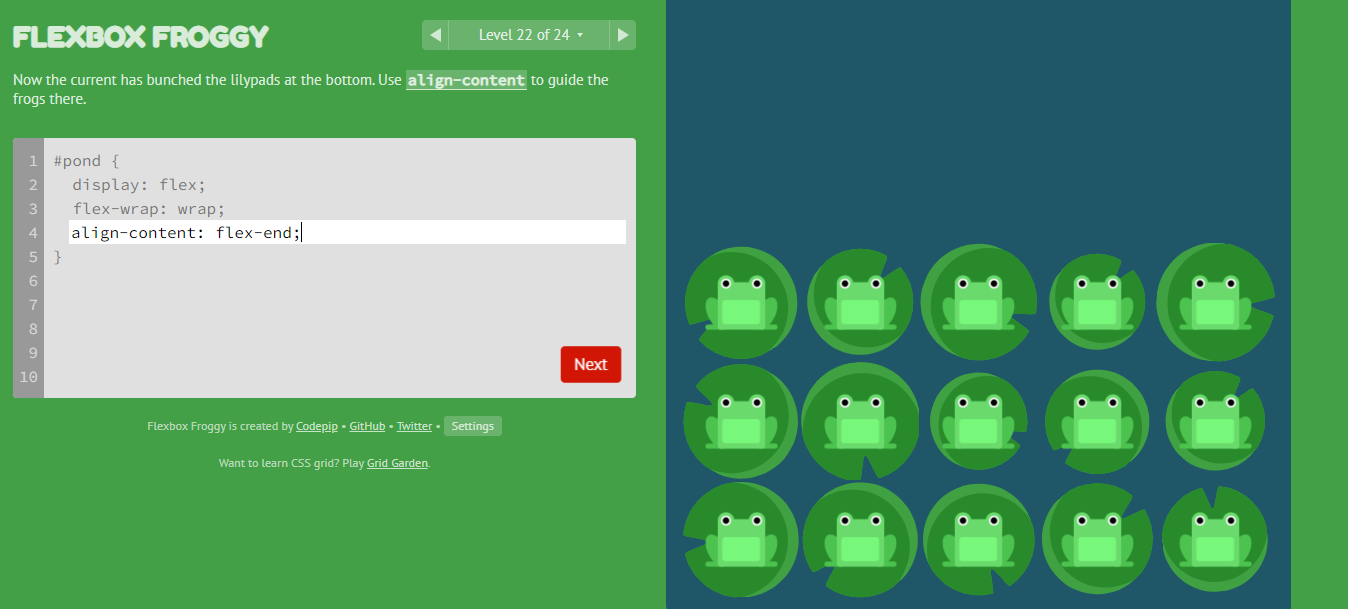 FLEXBOX FROGGY
Level 22 of 24
Now the current has bunched the lilypads at the bottom. Use align-content to guide the
frogs there.
1 #pond {
2 display: flex;
3 flex-wrap: wrap;
4 align-content: flex-end;
5 }
6
7
8
9
10
Next
Flexbox Froggy is created by Codepip • GitHub • Twitter • Settings
Want to learn CSS grid? Play Grid Garden.